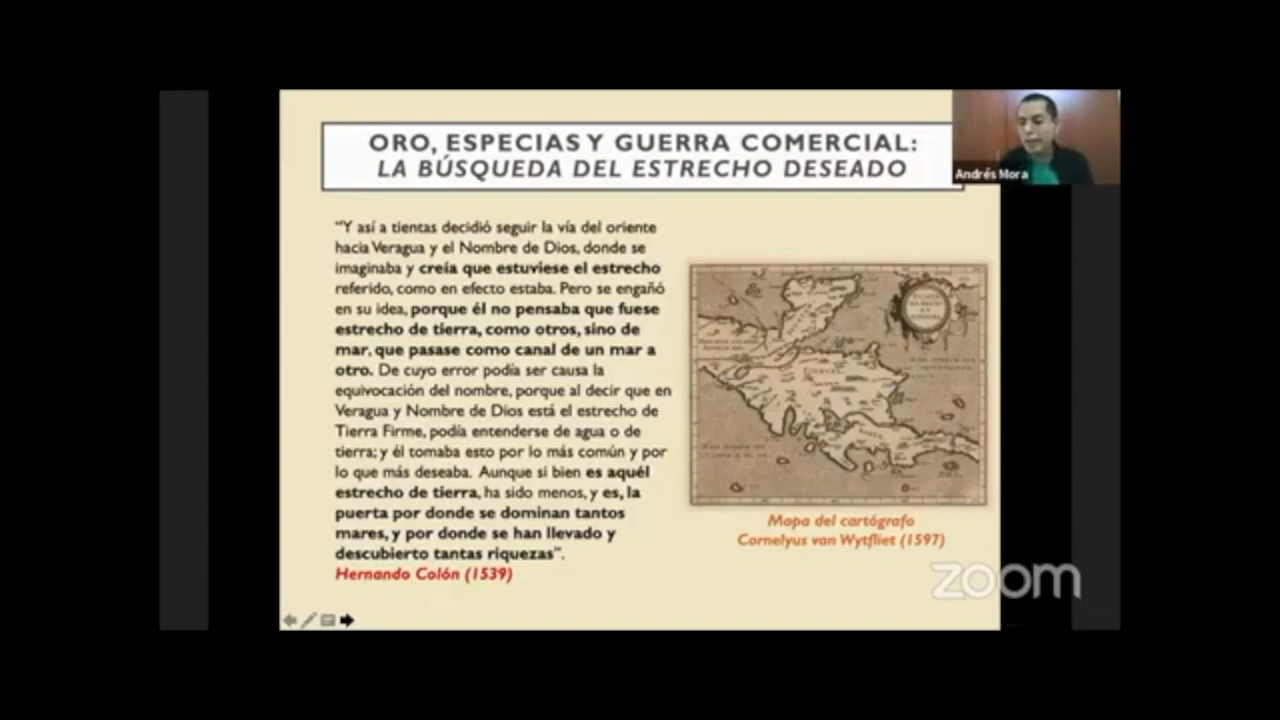 ORO, ESPECIAS Y GUERRA COMERCIAL:
LA BÚSQUEDA DEL ESTRECHO DESEADO
Andrés Mora
“Y así a tientas decidió seguir la vía del oriente
hacia Veragua y el Nombre de Dios, donde se
imaginaba y creía que estuviese el estrecho
referido, como en efecto estaba. Pero se engañó
en su idea, porque él no pensaba que fuese
estrecho de tierra, como otros, sino de
mar, que pasase como canal de un mar a
otro. De cuyo error podía ser causa la
equivocación del nombre, porque al decir que en
Veragua y Nombre de Dios está el estrecho de
Tierra Firme, podía entenderse de agua o de
tierra; y él tomaba esto por lo más común y por
lo que más deseaba. Aunque si bien es aquél
estrecho de tierra, ha sido menos, y es, la
puerta por donde se dominan tantos
mares, y por donde se han llevado y
descubierto tantas riquezas”.
Hernando Colón (1539)
Mapa del cartógrafo
Cornelyus van Wytfliet (1597)
zoom